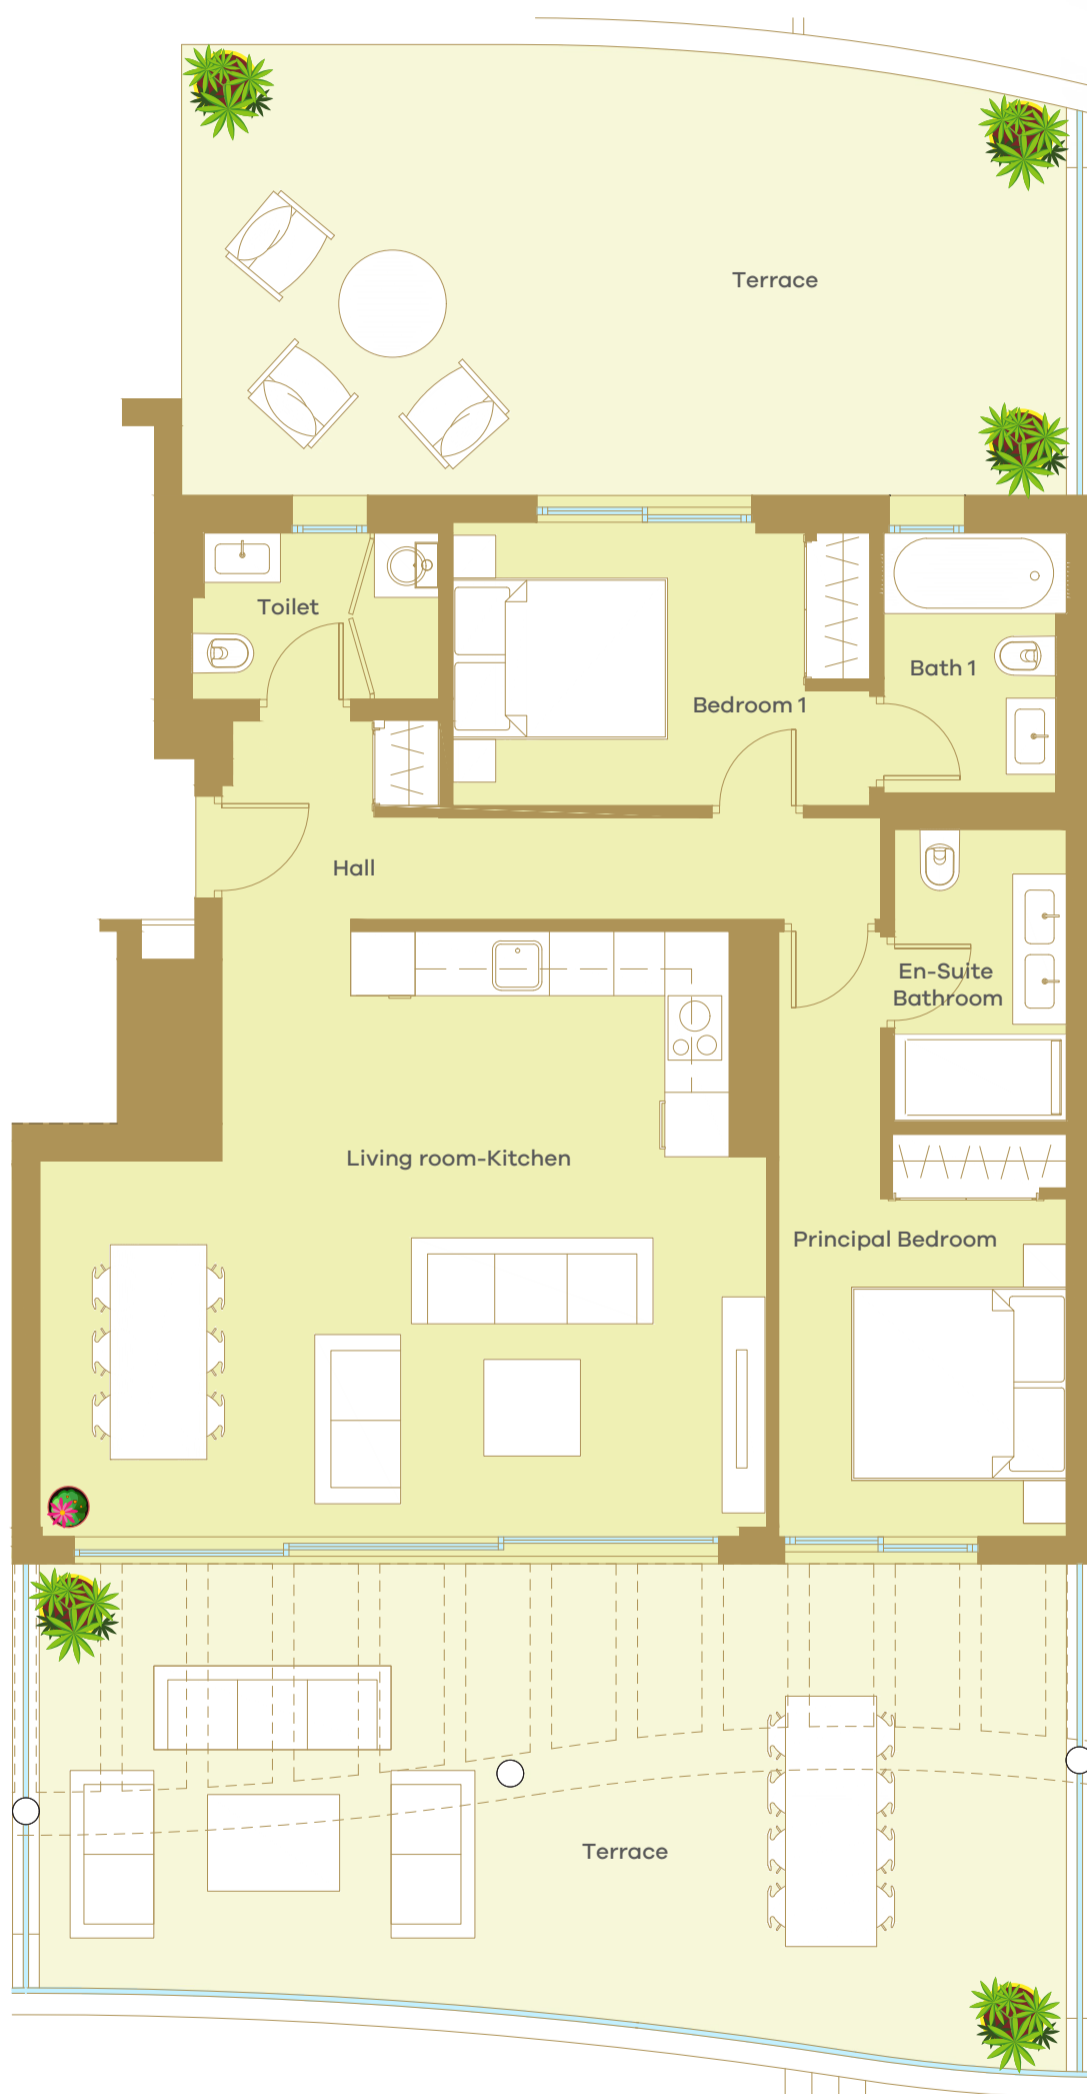 Terrace
Toilet
Bath 1
Bedroom 1
Hall
En-Suite
Bathroom
Living room-Kitchen
Principal Bedroom
Terrace